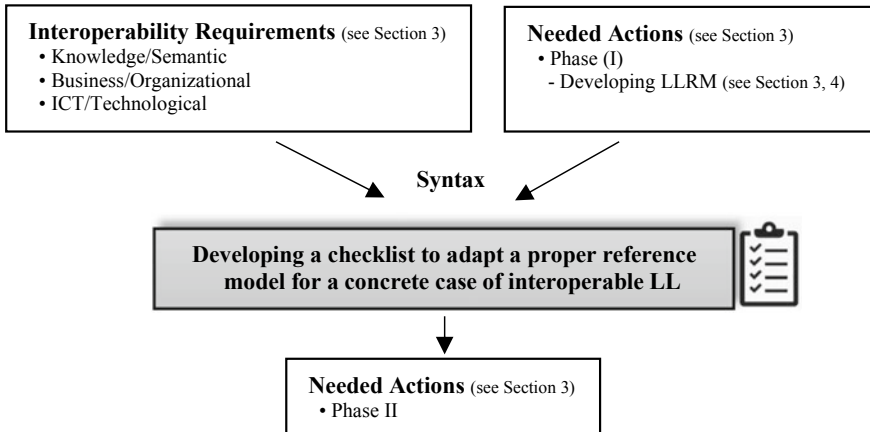 Interoperability Requirements (see Section 3)
• Knowledge/Semantic
• Business/Organizational
• ICT/Technological
Needed Actions (see Section 3)
• Phase (I)
- Developing LLRM (see Section 3, 4)
Syntax
Developing a checklist to adapt a proper reference
model for a concrete case of interoperable LL
Needed Actions (see Section 3)
• Phase II